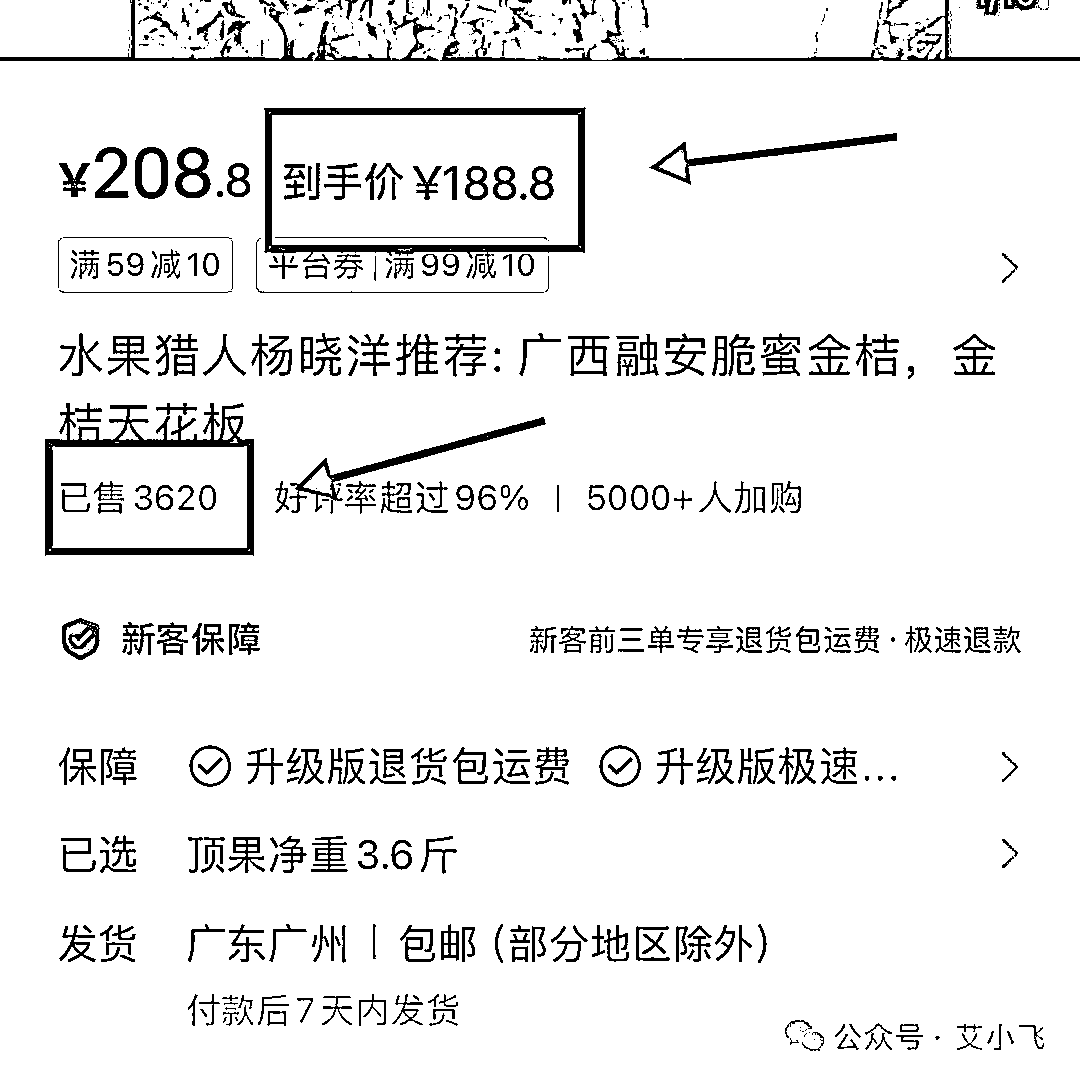 ¥208.8 到手价 ¥188.8
满59减10 平台券|满99减10
水果猎人杨晓洋推荐: 广西融安脆蜜金桔，金
桔天花板
已售 3620 好评率超过96% | 5000+人加购
新客保障 新客前三单专享退货包运费·极速退款
保障 升级版退货包运费 升级版极速...
已选 顶果净重3.6斤
发货 广东广州 | 包邮 (部分地区除外)
付款后7天内发货
公众号·艾小飞